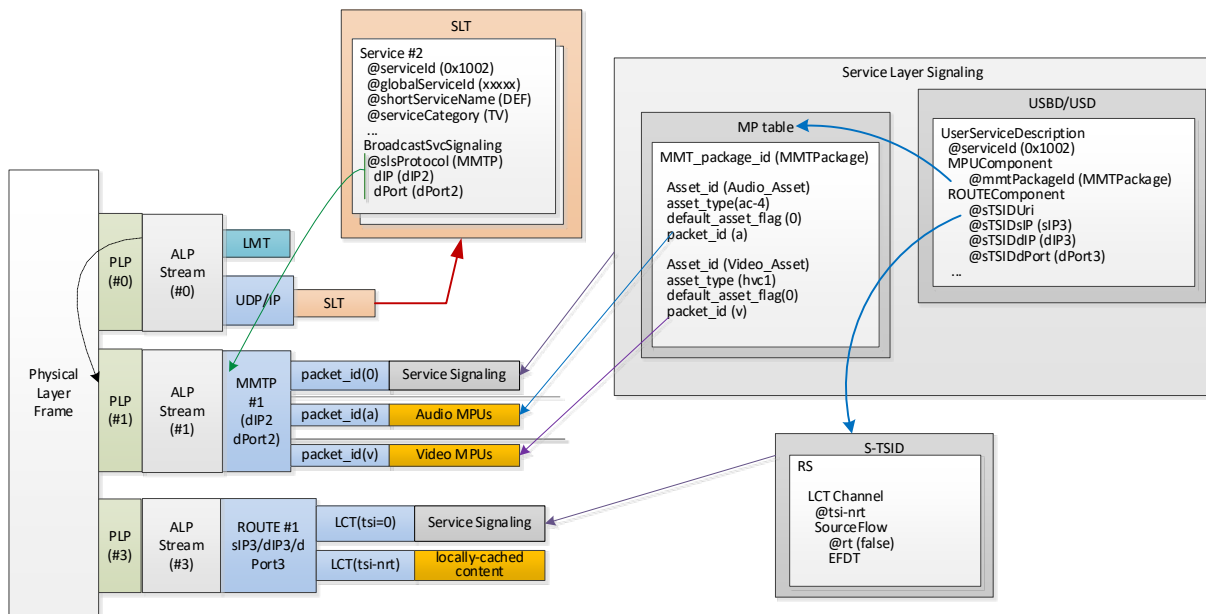 SLT
Service #2
@serviceId (0x1002)
@globalServiceId (xxxxx)
@shortServiceName (DEF)
@serviceCategory (TV)
...
BroadcastSvcSignaling
@slsProtocol (MMTP)
dIP (dIP2)
dPort (dPort2)
Service Layer Signaling
MP table
MMT_package_id (MMTPackage)
Asset_id (Audio_Asset)
asset_type(ac-4)
default_asset_flag (0)
packet_id (a)
Asset_id (Video_Asset)
asset_type (hvc1)
default_asset_flag(0)
packet_id (v)
USBD/USD
UserServiceDescription
@serviceId (0x1002)
MPUComponent
@mmtPackageId (MMTPackage)
ROUTEComponent
@sTSIDUri
@sTSIDsIP (sIP3)
@sTSIDdIP (dIP3)
@sTSIDdPort (dPort3)
...
Physical
Layer
Frame
PLP
(#0)
ALP
Stream
(#0)
LMT
UDP/IP
SLT
PLP
(#1)
ALP
Stream
(#1)
MMTP
#1
(dIP2
dPort2)
packet_id(0)
Service Signaling
packet_id(a)
Audio MPUs
packet_id(v)
Video MPUs
PLP
(#3)
ALP
Stream
(#3)
ROUTE #1
sIP3/dIP3/d
Port3
LCT(tsi=0)
Service Signaling
LCT(tsi-nrt)
locally-cached
content
S-TSID
RS
LCT Channel
@tsi-nrt
SourceFlow
@rt (false)
EFDT